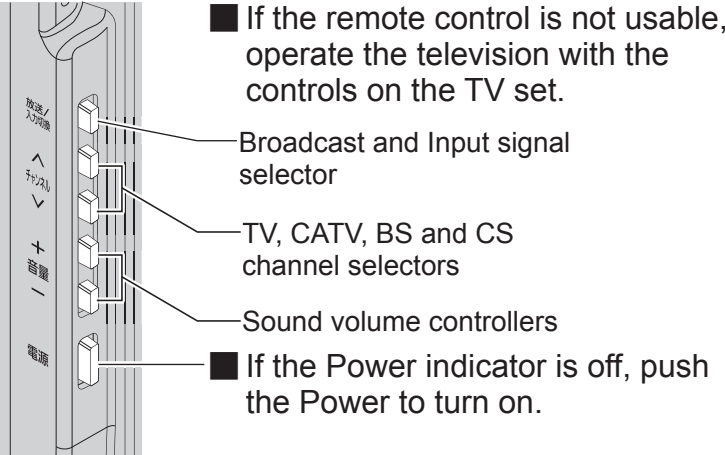 ■ If the remote control is not usable,
operate the television with the
controls on the TV set.
放送/
入力切換
Broadcast and Input signal
selector
∧
チャンネル
∨
TV, CATV, BS and CS
channel selectors
＋
音量
－
Sound volume controllers
電源
■ If the Power indicator is off, push
the Power to turn on.